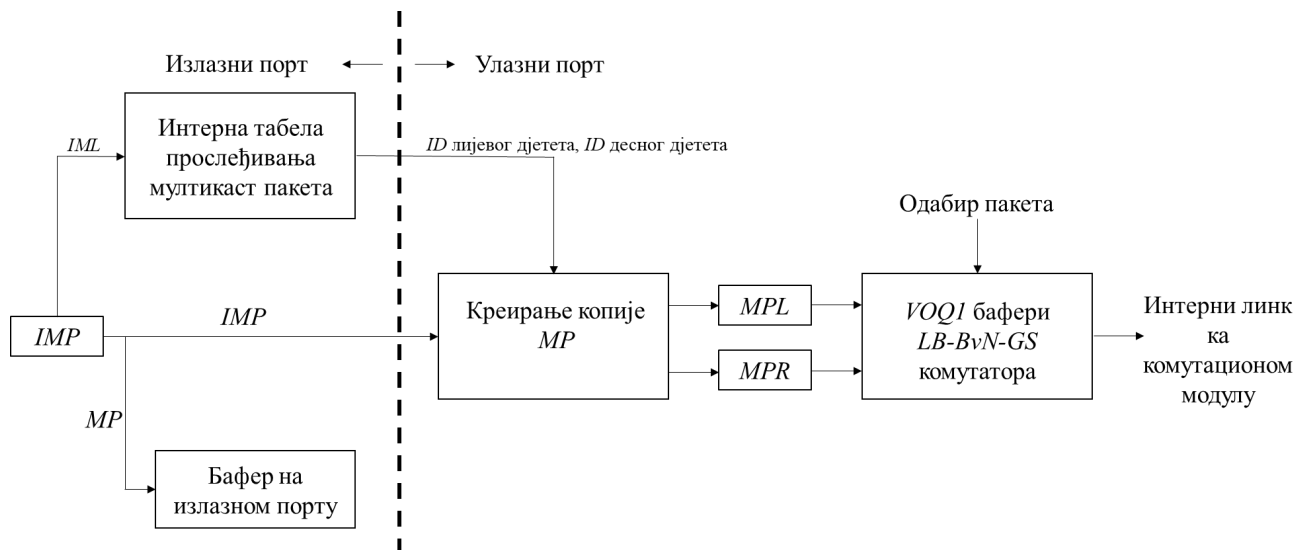 Излазни порт
Улазни порт
Интерна табела
прослеђивања
мултикаст пакета
IML
ID лијевог дјетета, ID десног дјетета
Одабир пакета
IMP
IMP
Креирање копије
MP
MPL
MPR
VOQ1 бафери
LB-BvN-GS
комутатора
Интерни линк
ка
комутационом
модулу
MP
Бафер на
излазном порту